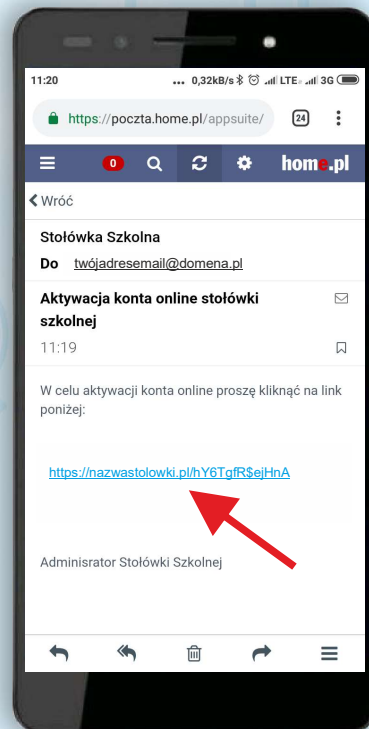 11:20 ... 0,32kB/s LTE 3G
https://poczta.home.pl/appsuite/ 24
0 home.pl
Wróć
Stołówka Szkolna
Do twójadresemail@domena.pl
Aktywacja konta online stołówki
szkolnej
11:19
W celu aktywacji konta online proszę kliknąć na link
poniżej:
https://nazwastolowki.pl/hY6TgfR$ejHnA
Adminisrator Stołówki Szkolnej